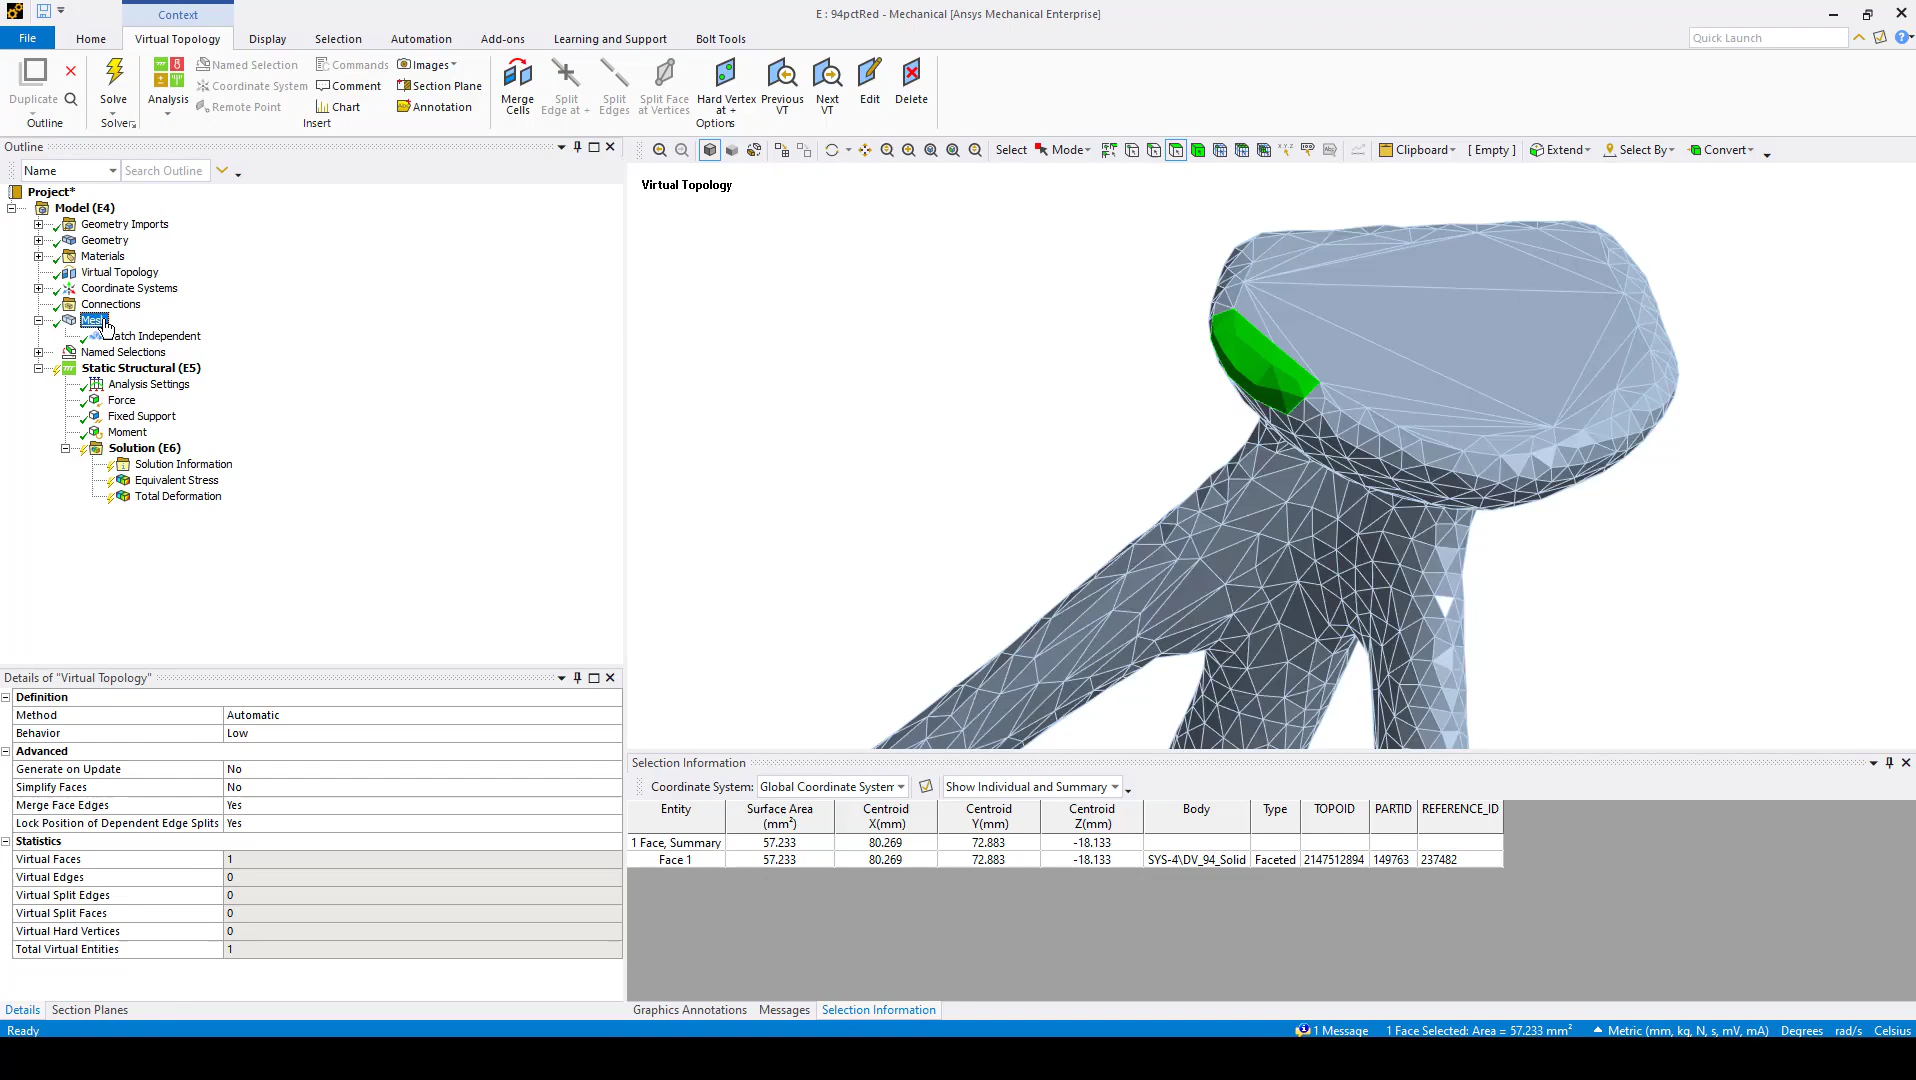 Context
E : 94pctRed - Mechanical [Ansys Mechanical Enterprise]
File
Home
Virtual Topology
Display
Selection
Automation
Add-ons
Learning and Support
Bolt Tools
Quick Launch
Duplicate
Outline
Solve
Solver
Analysis
Named Selection
Coordinate System
Remote Point
Commands
Comment
Chart
Images
Section Plane
Annotation
Insert
Merge Cells
Split Edge at +
Split Edges
Split Face at Vertices
Hard Vertex at +
Previous VT
Next VT
Edit
Delete
Options
Outline
Name
Search Outline
Select
Mode
Clipboard
[ Empty ]
Extend
Select By
Convert
Project*
Model (E4)
Geometry Imports
Geometry
Materials
Virtual Topology
Coordinate Systems
Connections
Mesh
atch Independent
Named Selections
Static Structural (E5)
Analysis Settings
Force
Fixed Support
Moment
Solution (E6)
Solution Information
Equivalent Stress
Total Deformation
Virtual Topology
Details of "Virtual Topology"
Definition
Method Automatic
Behavior Low
Advanced
Generate on Update No
Simplify Faces No
Merge Face Edges Yes
Lock Position of Dependent Edge Splits Yes
Statistics
Virtual Faces 1
Virtual Edges 0
Virtual Split Edges 0
Virtual Split Faces 0
Virtual Hard Vertices 0
Total Virtual Entities 1
Details
Section Planes
Selection Information
Coordinate System: Global Coordinate System
Show Individual and Summary
Entity Surface Area (mm²) Centroid X(mm) Centroid Y(mm) Centroid Z(mm) Body Type TOPOID PARTID REFERENCE_ID
1 Face, Summary 57.233 80.269 72.883 -18.133
Face 1 57.233 80.269 72.883 -18.133 SYS-4\DV_94_Solid Faceted 2147512894 149763 237482
Graphics Annotations
Messages
Selection Information
Ready
1 Message
1 Face Selected: Area = 57.233 mm²
Metric (mm, kg, N, s, mV, mA)
Degrees
rad/s
Celsius